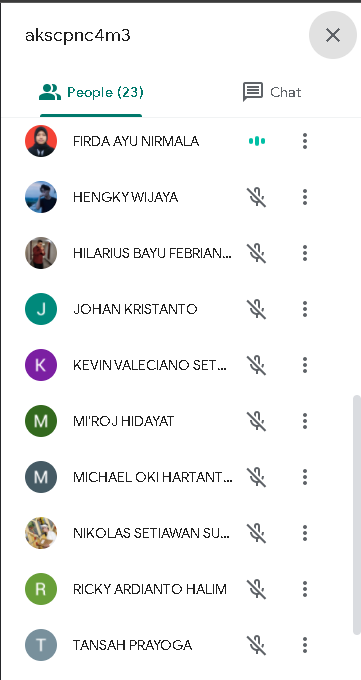 akscpnc4m3
People (23)
Chat
FIRDA AYU NIRMALA
HENGKY WIJAYA
HILARIUS BAYU FEBRIAN...
J
JOHAN KRISTANTO
K
KEVIN VALECIANO SET...
M
MI'ROJ HIDAYAT
M
MICHAEL OKI HARTANT...
NIKOLAS SETIAWAN SU...
R
RICKY ARDIANTO HALIM
T
TANSAH PRAYOGA